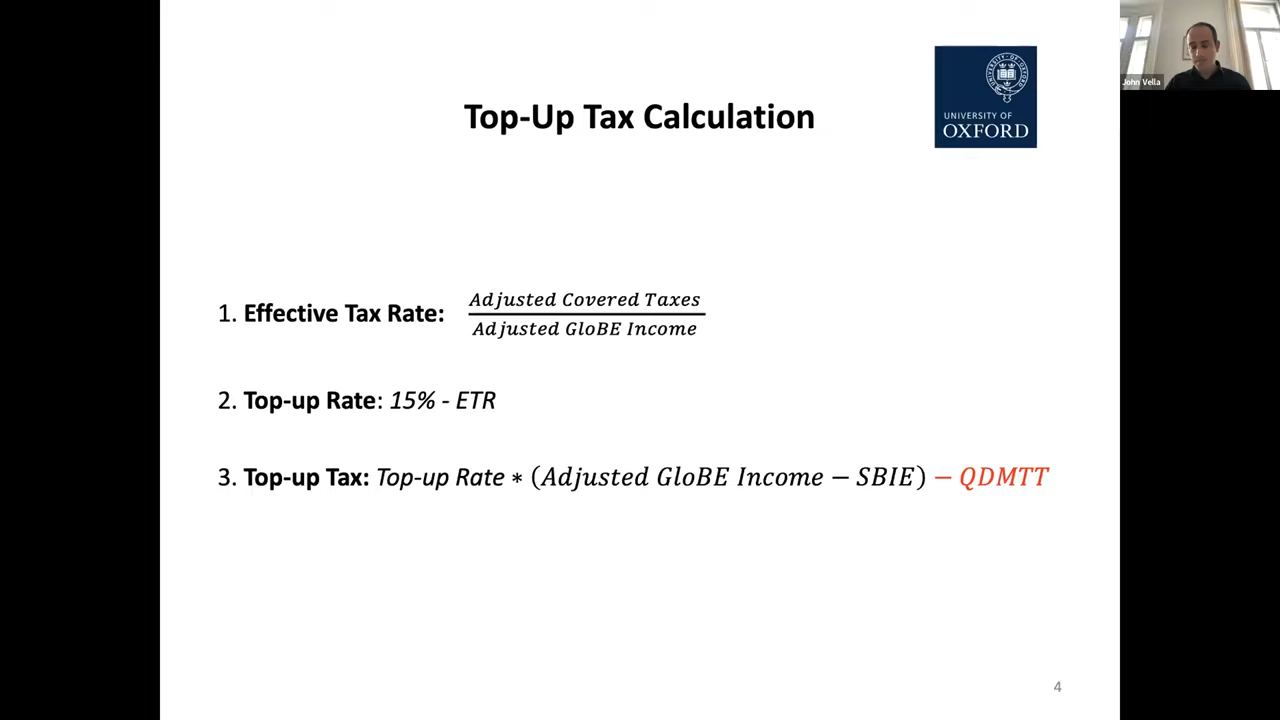 John Vella
UNIVERSITY OF
OXFORD
Top-Up Tax Calculation
1. Effective Tax Rate: Adjusted Covered Taxes
Adjusted GloBE Income
2. Top-up Rate: 15% - ETR
3. Top-up Tax: Top-up Rate * (Adjusted GloBE Income − SBIE) − QDMTT
4